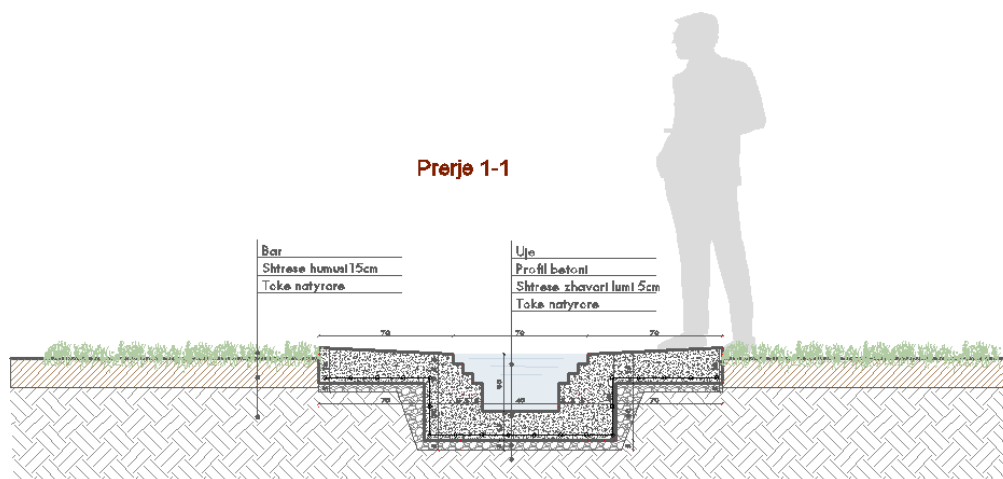 Prerje 1-1
Bar
Shtrese humusi 15cm
Toke natyrore
Uje
Profil betoni
Shtrese zhavori lumi 5cm
Toke natyrore
70 70 70
70 40 70